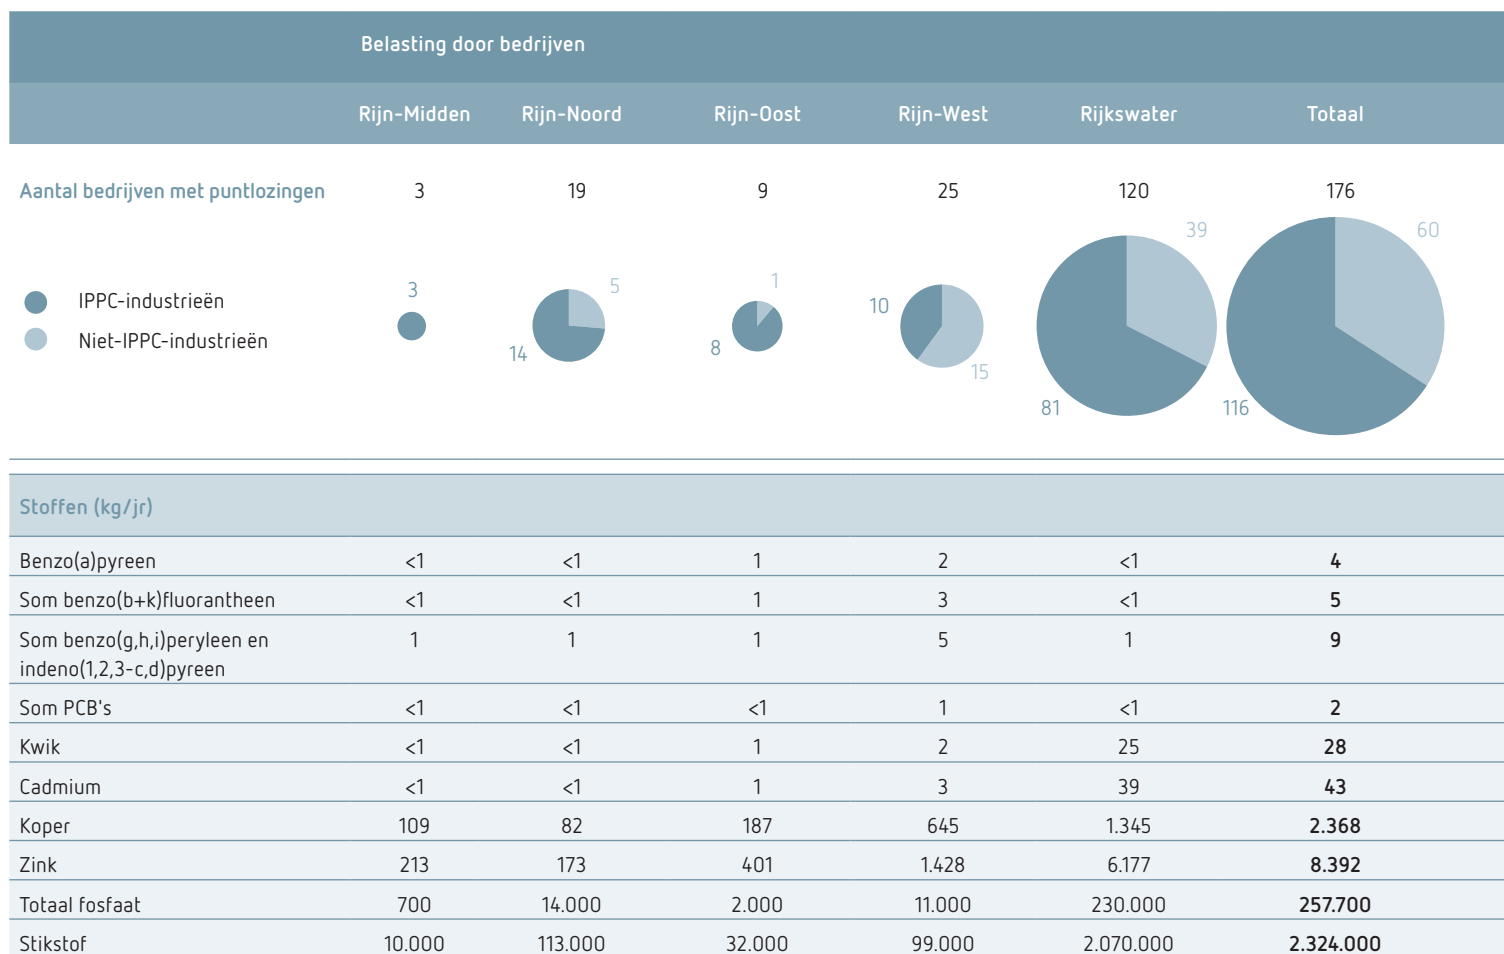 Belasting door bedrijven
Rijn-Midden Rijn-Noord Rijn-Oost Rijn-West Rijkswater Totaal
Aantal bedrijven met puntlozingen 3 19 9 25 120 176
39 60
3 5 1
IPPC-industrieën 10
Niet-IPPC-industrieën
14 8 15
81 116
Stoffen (kg/jr)
Benzo(a)pyreen <1 <1 1 2 <1 4
Som benzo(b+k)fluorantheen <1 <1 1 3 <1 5
Som benzo(g,h,i)peryleen en 1 1 1 5 1 9
indeno(1,2,3-c,d)pyreen
Som PCB's <1 <1 <1 1 <1 2
Kwik <1 <1 1 2 25 28
Cadmium <1 <1 1 3 39 43
Koper 109 82 187 645 1.345 2.368
Zink 213 173 401 1.428 6.177 8.392
Totaal fosfaat 700 14.000 2.000 11.000 230.000 257.700
Stikstof 10.000 113.000 32.000 99.000 2.070.000 2.324.000